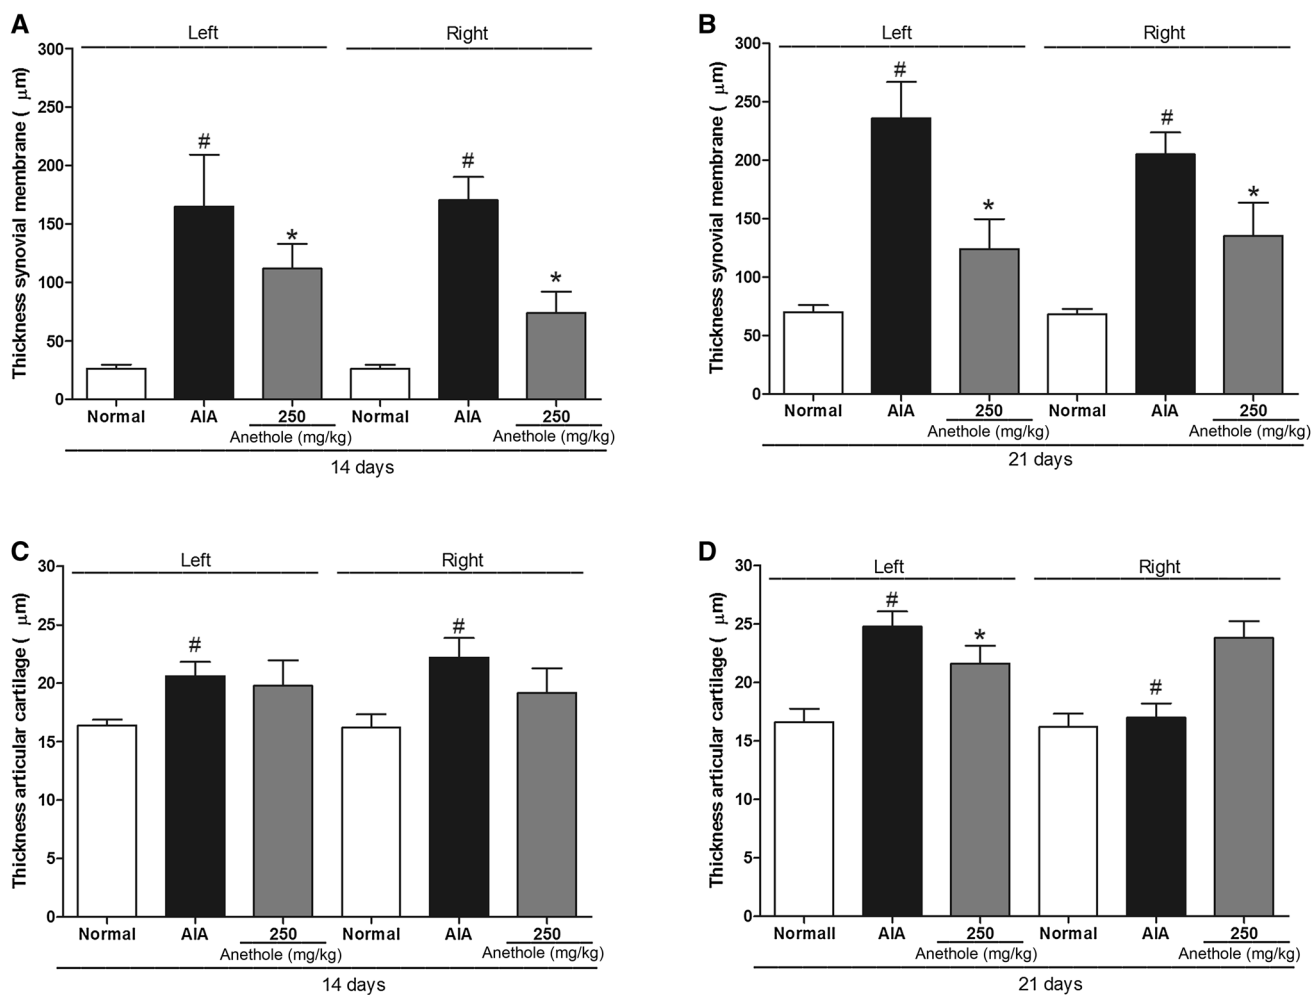 A
Left
Right
Thickness synovial membrane ( μm)
300
250
200
150
100
50
0
#
*
#
*
Normal
AIA
250
Normal
AIA
250
Anethole (mg/kg)
Anethole (mg/kg)
14 days
B
Left
Right
Thickness synovial membrane ( μm)
300
250
200
150
100
50
0
#
*
#
*
Normal
AIA
250
Normal
AIA
250
Anethole (mg/kg)
Anethole (mg/kg)
21 days
C
Left
Right
Thickness articular cartilage ( μm)
30
25
20
15
10
5
0
#
#
Normal
AIA
250
Normal
AIA
250
Anethole (mg/kg)
Anethole (mg/kg)
14 days
D
Left
Right
Thickness articular cartilage ( μm)
30
25
20
15
10
5
0
#
*
#
Normall
AIA
250
Normal
AIA
250
Anethole (mg/kg)
Anethole (mg/kg)
21 days